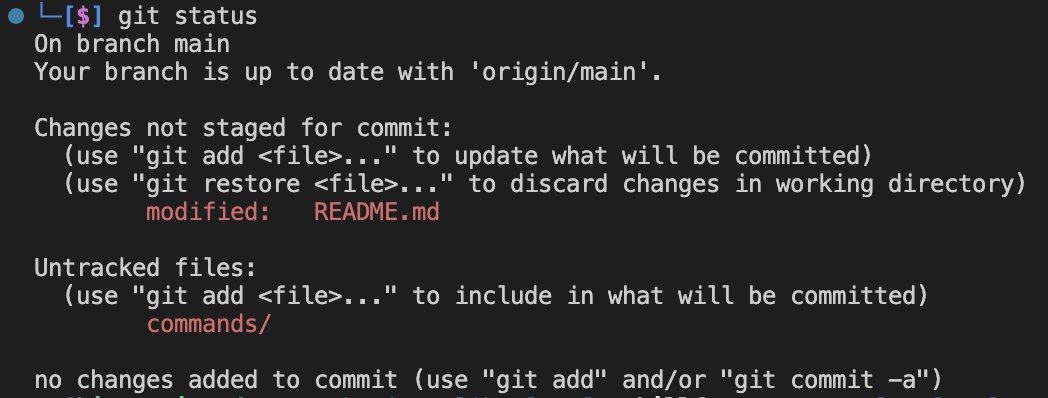 └─[$] git status
On branch main
Your branch is up to date with 'origin/main'.

Changes not staged for commit:
  (use "git add <file>..." to update what will be committed)
  (use "git restore <file>..." to discard changes in working directory)
        modified:   README.md

Untracked files:
  (use "git add <file>..." to include in what will be committed)
        commands/

no changes added to commit (use "git add" and/or "git commit -a")